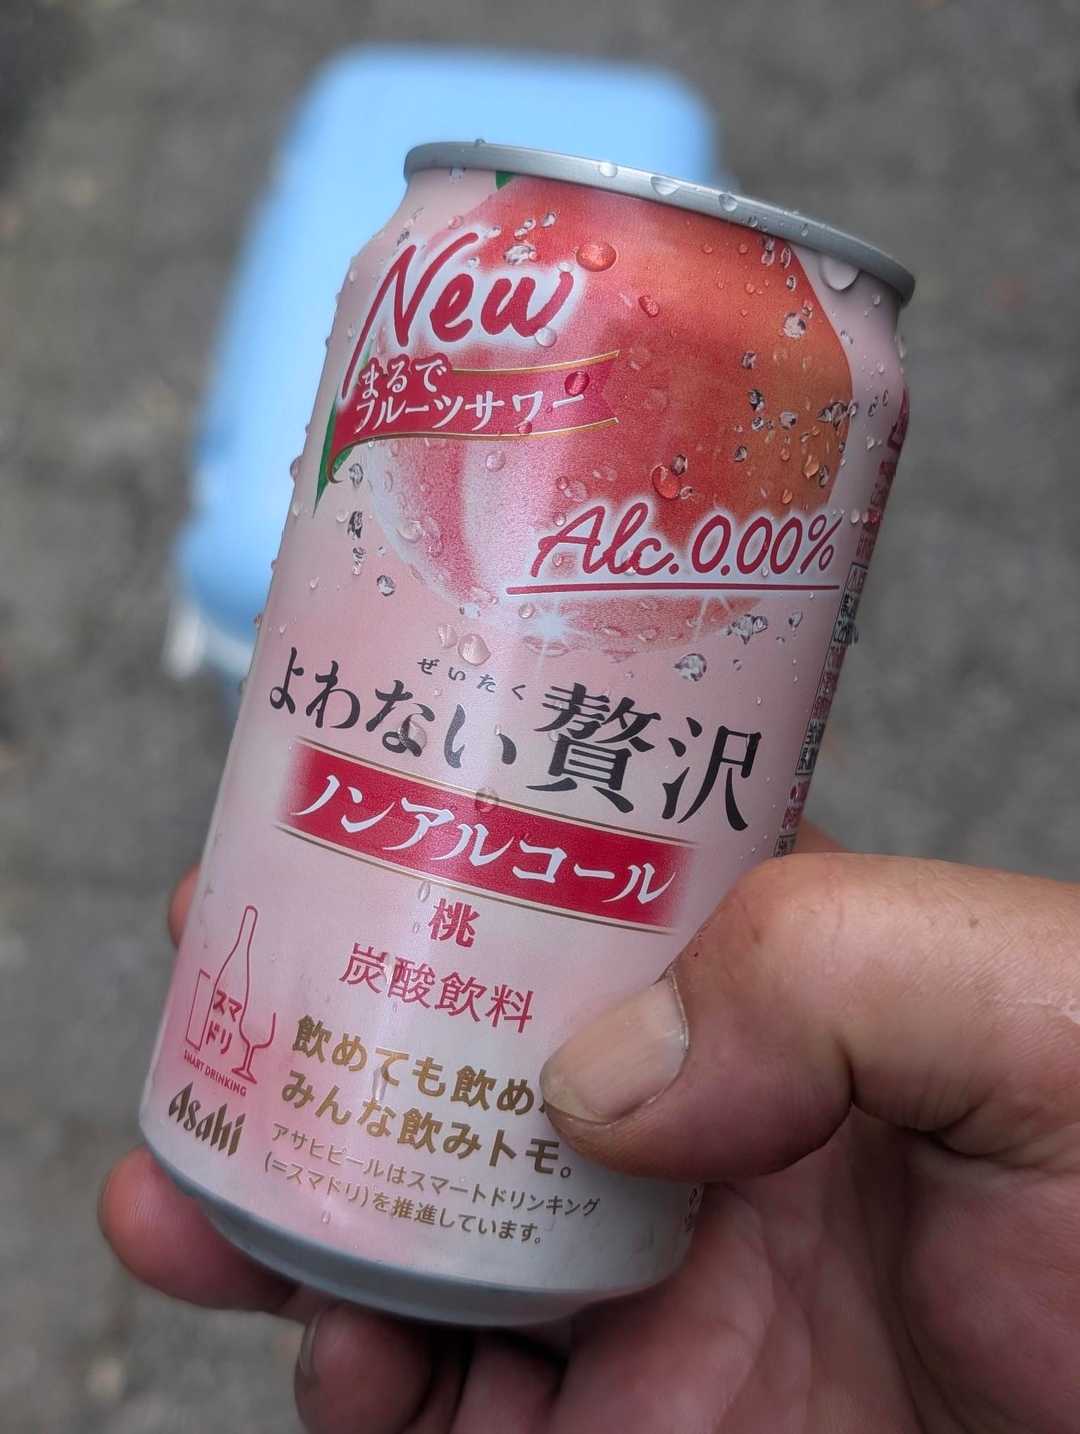 New
まるで
フルーツサワー
Alc.0.00%
ぜいたく
よわない贅沢
ノンアルコール
桃
炭酸飲料
スマ
ドリ
SMART DRINKING
Asahi
飲めても飲め
みんな飲みトモ。
アサヒビールはスマートドリンキング
(=スマドリ)を推進しています。